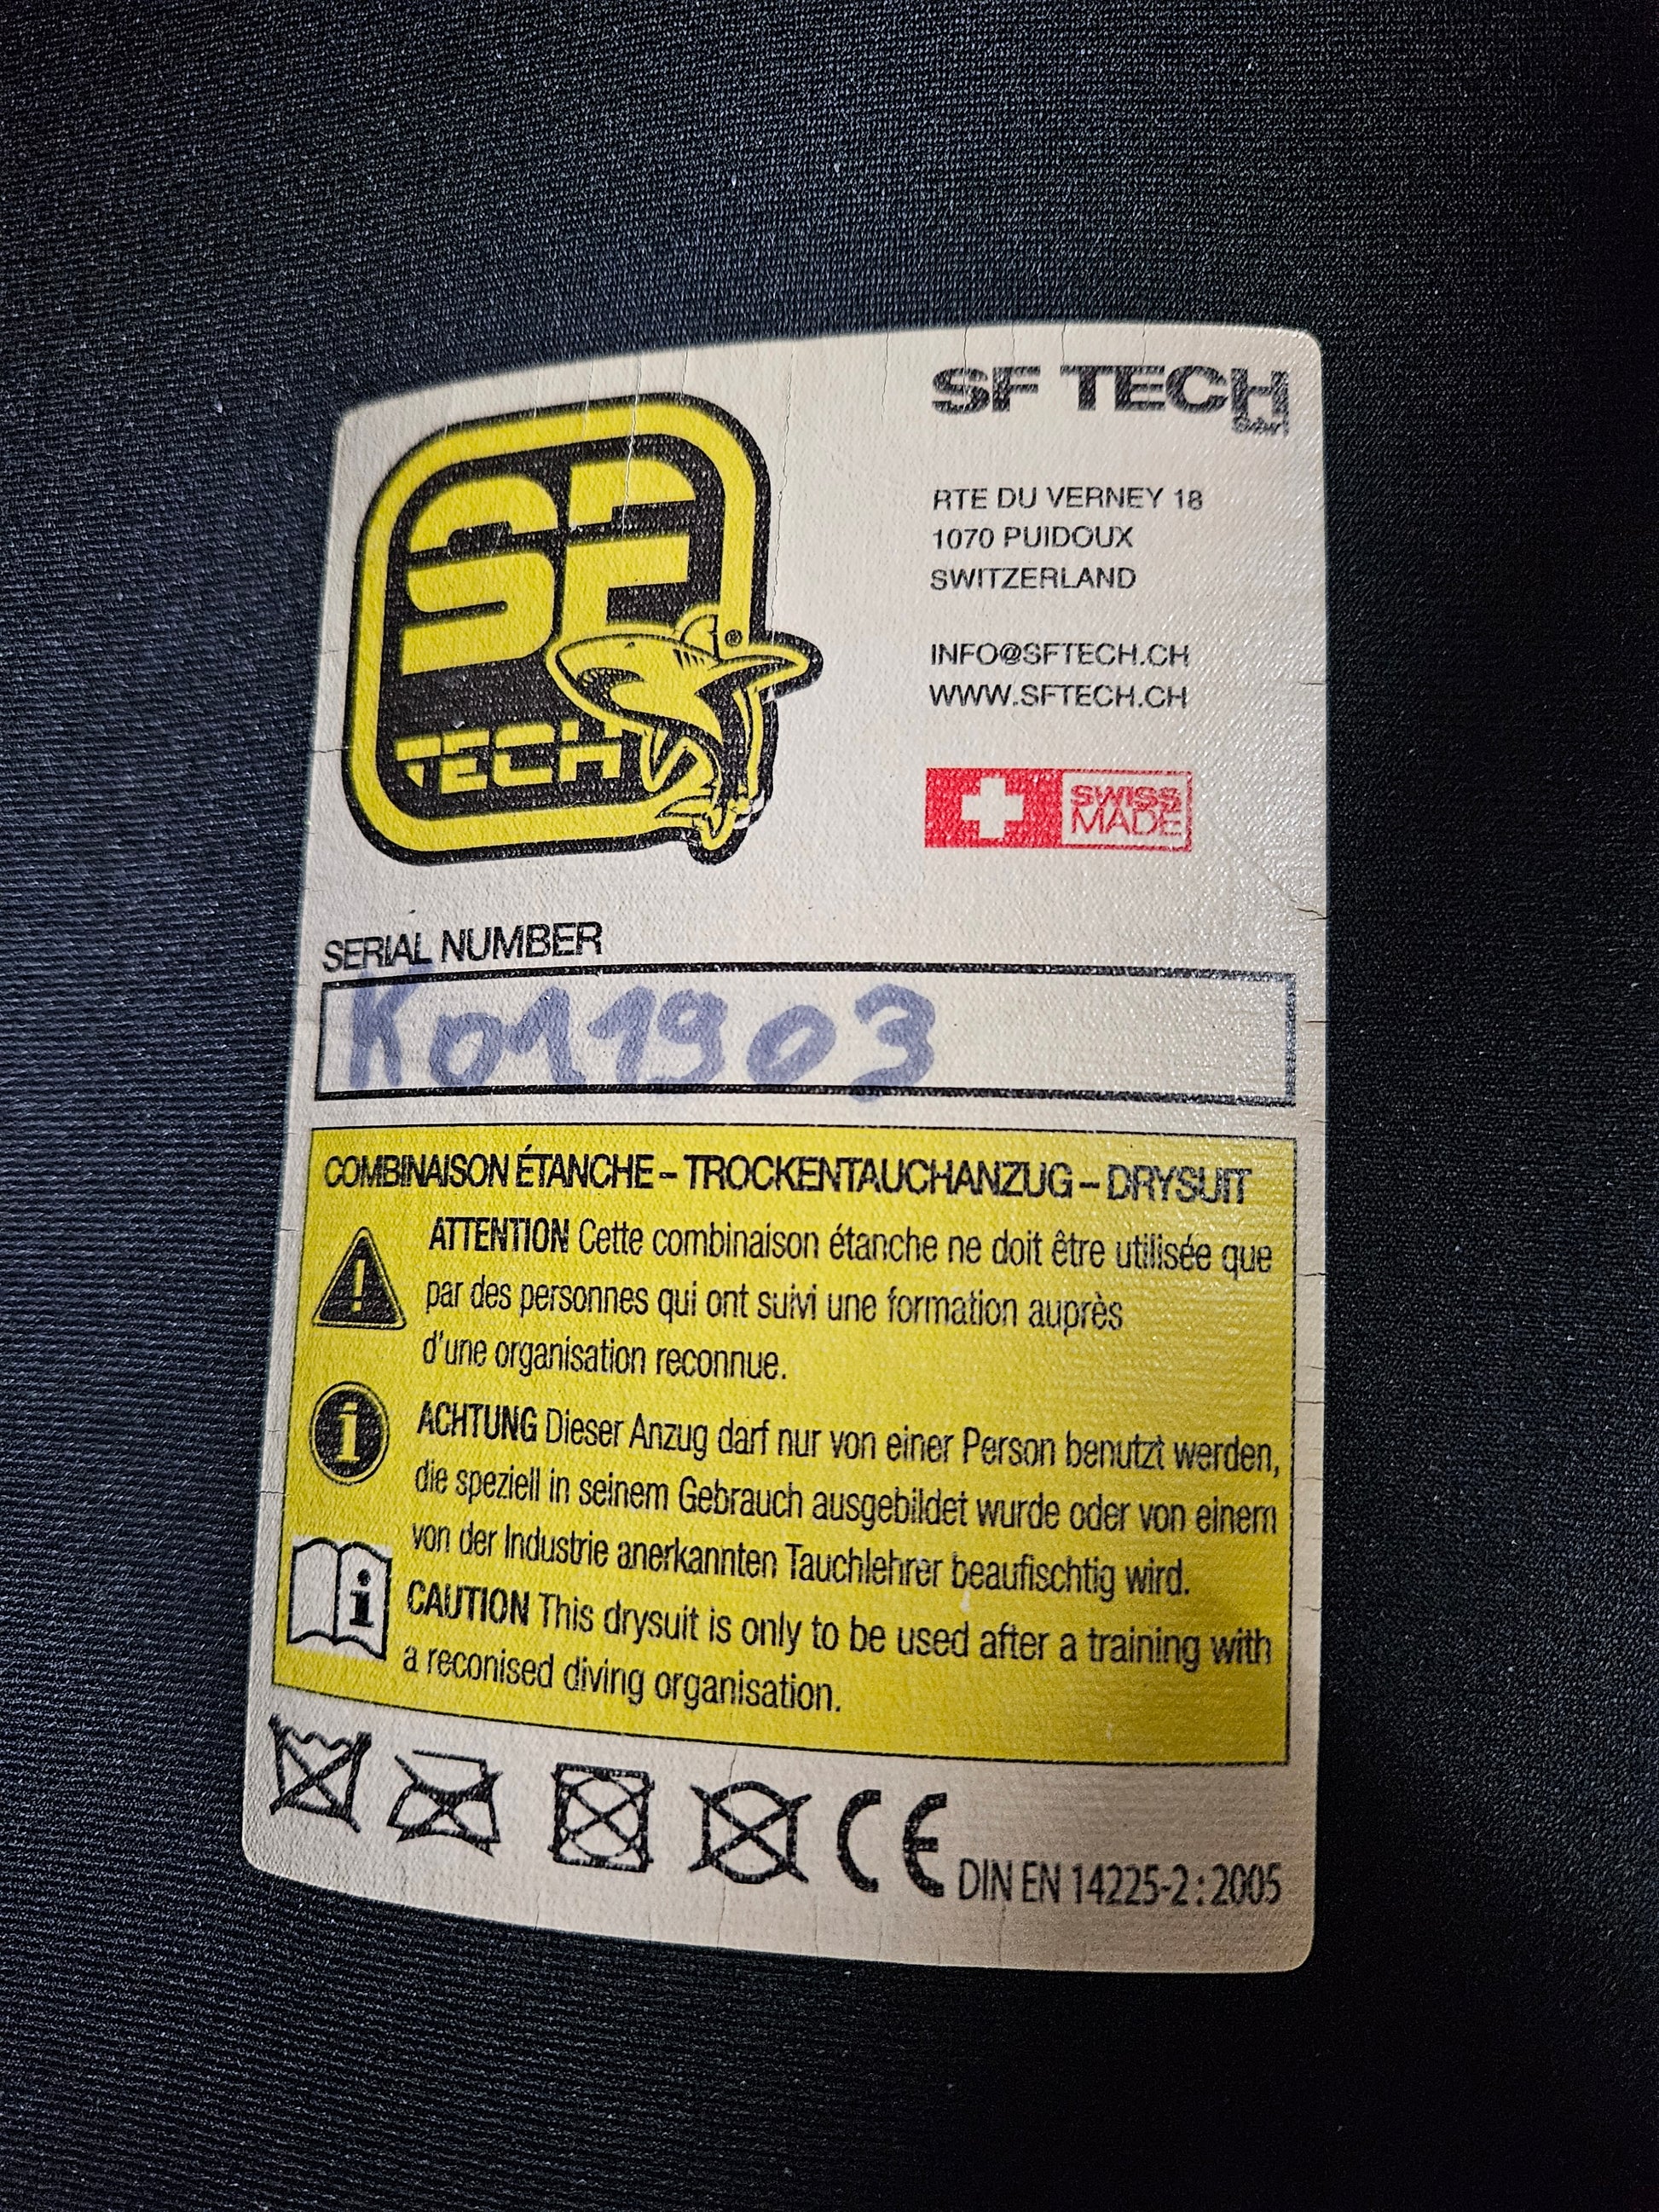 SF
TECH
®
SF TECH
Sàrl
RTE DU VERNEY 18
1070 PUIDOUX
SWITZERLAND
INFO@SFTECH.CH
WWW.SFTECH.CH
SWISS
MADE
SERIAL NUMBER
K011903
COMBINAISON ÉTANCHE – TROCKENTAUCHANZUG – DRYSUIT
ATTENTION Cette combinaison étanche ne doit être utilisée que
par des personnes qui ont suivi une formation auprès
d'une organisation reconnue.
ACHTUNG Dieser Anzug darf nur von einer Person benutzt werden,
die speziell in seinem Gebrauch ausgebildet wurde oder von einem
von der Industrie anerkannten Tauchlehrer beaufischtig wird.
CAUTION This drysuit is only to be used after a training with
a reconised diving organisation.
CE DIN EN 14225-2 : 2005